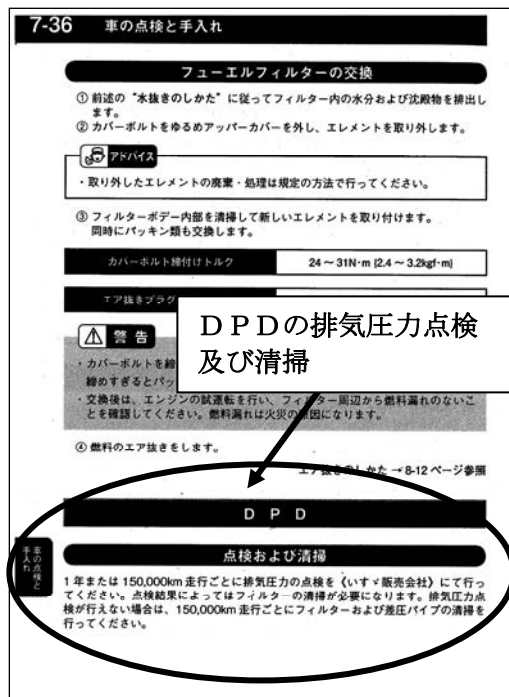 7-36 車の点検と手入れ
フューエルフィルターの交換
① 前述の“水抜きのしかた”に従ってフィルター内の水分および沈殿物を排出し
ます。
② カバーボルトをゆるめアッパーカバーを外し、エレメントを取り外します。
アドバイス
・取り外したエレメントの廃棄・処理は規定の方法で行ってください。
③ フィルターボデー内部を清掃して新しいエレメントを取り付けます。
同時にパッキン類も交換します。
カバーボルト締付けトルク 24～31N·m {2.4～3.2kgf·m}
エア抜きプラグ
DPDの排気圧力点検
及び清掃
警告
・カバーボルトを締
締めすぎるとパッ
・交換後は、エンジンの試運転を行い、フィルター周辺から燃料漏れのないこ
とを確認してください。燃料漏れは火災の原因になります。
④ 燃料のエア抜きをします。
エア抜きのしかた→8-12 ページ参照
DPD
点検および清掃
車の点検と
手入れ
1年または150,000km走行ごとに排気圧力の点検を《いすゞ販売会社》にて行っ
てください。点検結果によってはフィルターの清掃が必要になります。排気圧力点
検が行えない場合は、150,000km走行ごとにフィルターおよび差圧パイプの清掃を
行ってください。